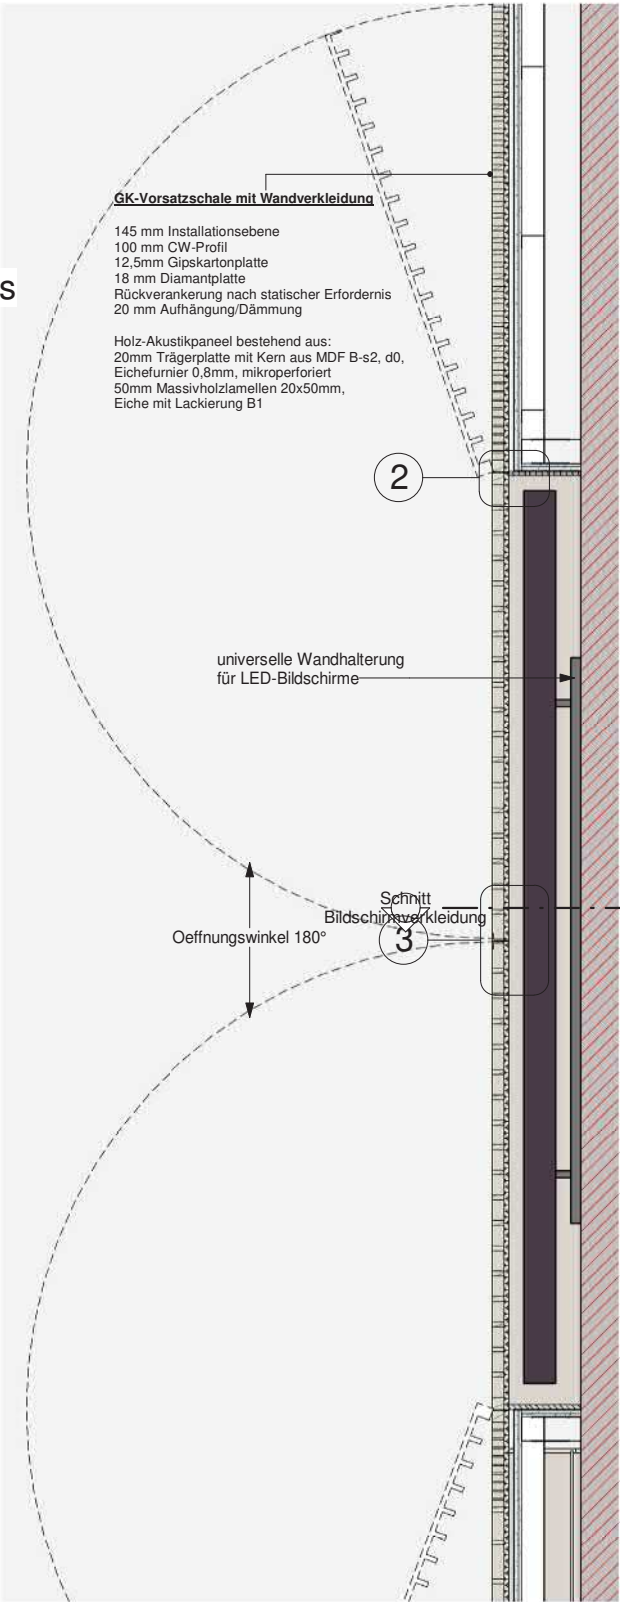 s
GK-Vorsatzschale mit Wandverkleidung
145 mm Installationsebene
100 mm CW-Profil
12,5mm Gipskartonplatte
18 mm Diamantplatte
Rückverankerung nach statischer Erfordernis
20 mm Aufhängung/Dämmung
Holz-Akustikpaneel bestehend aus:
20mm Trägerplatte mit Kern aus MDF B-s2, d0,
Eichefurnier 0,8mm, mikroperforiert
50mm Massivholzlamellen 20x50mm,
Eiche mit Lackierung B1
2
universelle Wandhalterung
für LED-Bildschirme
Schnitt
Bildschirmverkleidung
3
Oeffnungswinkel 180°